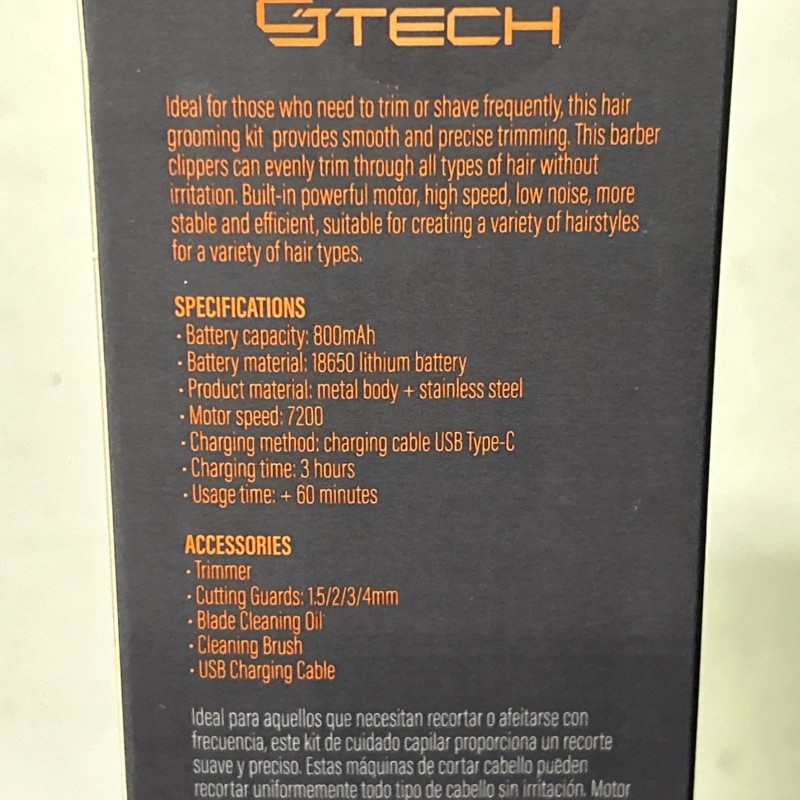 GTECH
Ideal for those who need to trim or shave frequently, this hair
grooming kit provides smooth and precise trimming. This barber
clippers can evenly trim through all types of hair without
irritation. Built-in powerful motor, high speed, low noise, more
stable and efficient, suitable for creating a variety of hairstyles
for a variety of hair types.
SPECIFICATIONS
· Battery capacity: 800mAh
· Battery material: 18650 lithium battery
· Product material: metal body + stainless steel
· Motor speed: 7200
· Charging method: charging cable USB Type-C
· Charging time: 3 hours
· Usage time: + 60 minutes
ACCESSORIES
· Trimmer
· Cutting Guards: 1.5/2/3/4mm
· Blade Cleaning Oil
· Cleaning Brush
· USB Charging Cable
Ideal para aquellos que necesitan recortar o afeitarse con
frecuencia, este kit de cuidado capilar proporciona un recorte
suave y preciso. Estas máquinas de cortar cabello pueden
recortar uniformemente todo tipo de cabello sin irritación. Motor